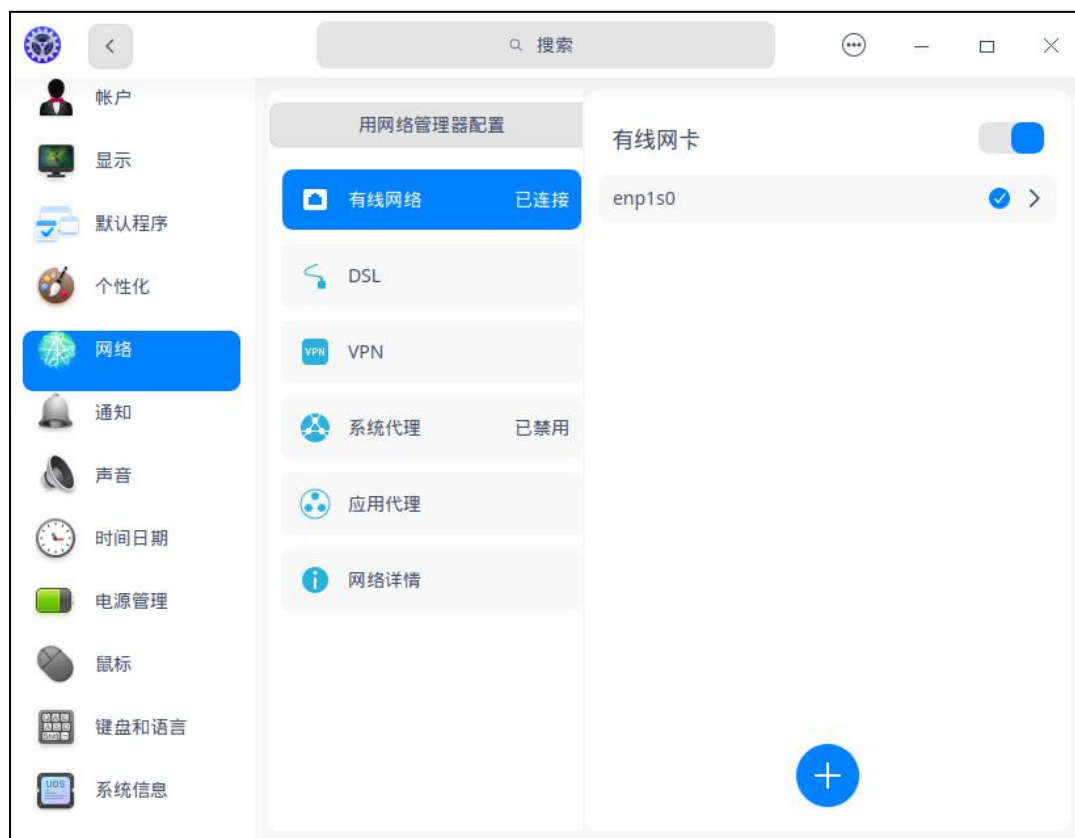 搜索
帐户
显示
默认程序
个性化
网络
通知
声音
时间日期
电源管理
鼠标
键盘和语言
UOS
系统信息
用网络管理器配置
有线网络 已连接
DSL
VPN VPN
系统代理 已禁用
应用代理
网络详情
有线网卡
enp1s0